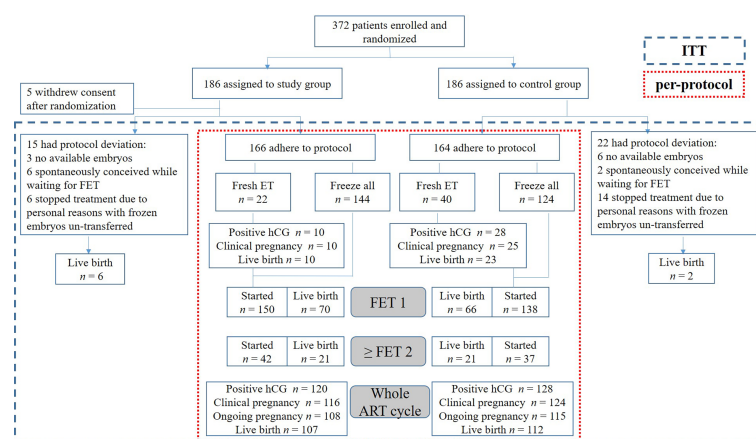 372 patients enrolled and
randomized
ITT
per-protocol
5 withdrew consent
after randomization
186 assigned to study group
186 assigned to control group
15 had protocol deviation:
3 no available embryos
6 spontaneously conceived while
waiting for FET
6 stopped treatment due to
personal reasons with frozen
embryos un-transferred
Live birth
n = 6
166 adhere to protocol
164 adhere to protocol
Fresh ET
n = 22
Freeze all
n = 144
Fresh ET
n = 40
Freeze all
n = 124
Positive hCG n = 10
Clinical pregnancy n = 10
Live birth n = 10
Positive hCG n = 28
Clinical pregnancy n = 25
Live birth n = 23
22 had protocol deviation:
6 no available embryos
2 spontaneously conceived while
waiting for FET
14 stopped treatment due to
personal reasons with frozen
embryos un-transferred
Live birth
n = 2
Started
n = 150
Live birth
n = 70
FET 1
Live birth
n = 66
Started
n = 138
Started
n = 42
Live birth
n = 21
≥ FET 2
Live birth
n = 21
Started
n = 37
Positive hCG n = 120
Clinical pregnancy n = 116
Ongoing pregnancy n = 108
Live birth n = 107
Whole
ART cycle
Positive hCG n = 128
Clinical pregnancy n = 124
Ongoing pregnancy n = 115
Live birth n = 112